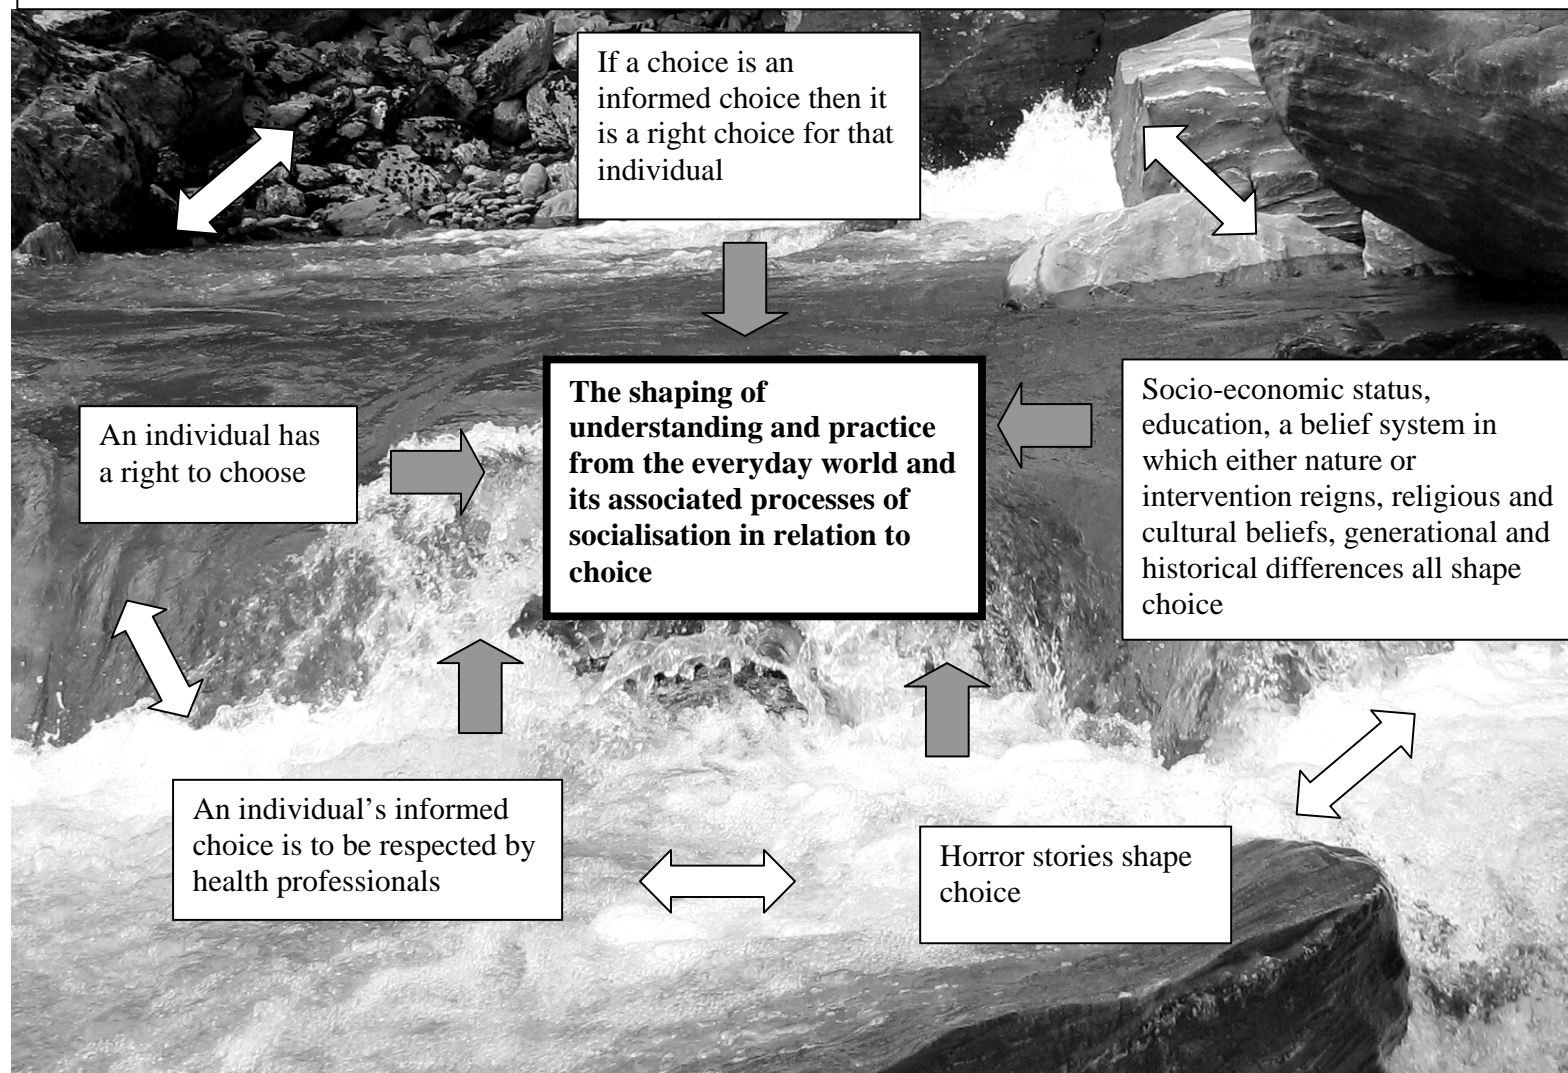 If a choice is an
informed choice then it
is a right choice for that
individual
An individual has
a right to choose
The shaping of
understanding and practice
from the everyday world and
its associated processes of
socialisation in relation to
choice
Socio-economic status,
education, a belief system in
which either nature or
intervention reigns, religious and
cultural beliefs, generational and
historical differences all shape
choice
An individual’s informed
choice is to be respected by
health professionals
Horror stories shape
choice